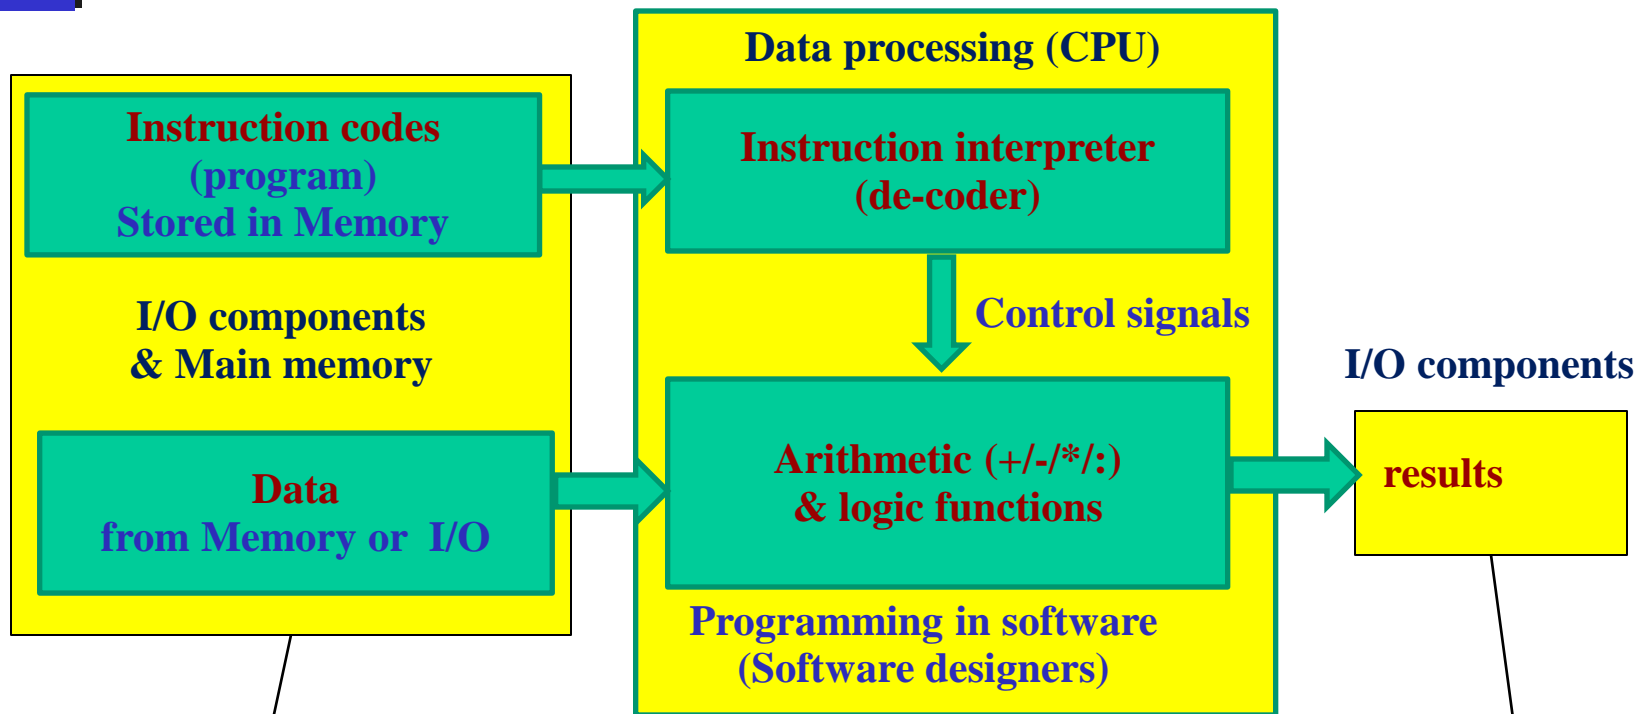 Data processing (CPU)
Instruction codes
(program)
Stored in Memory
Instruction interpreter
(de-coder)
I/O components
& Main memory
Control signals
I/O components
Data
from Memory or I/O
Arithmetic (+/-/*/:)
& logic functions
results
Programming in software
(Software designers)